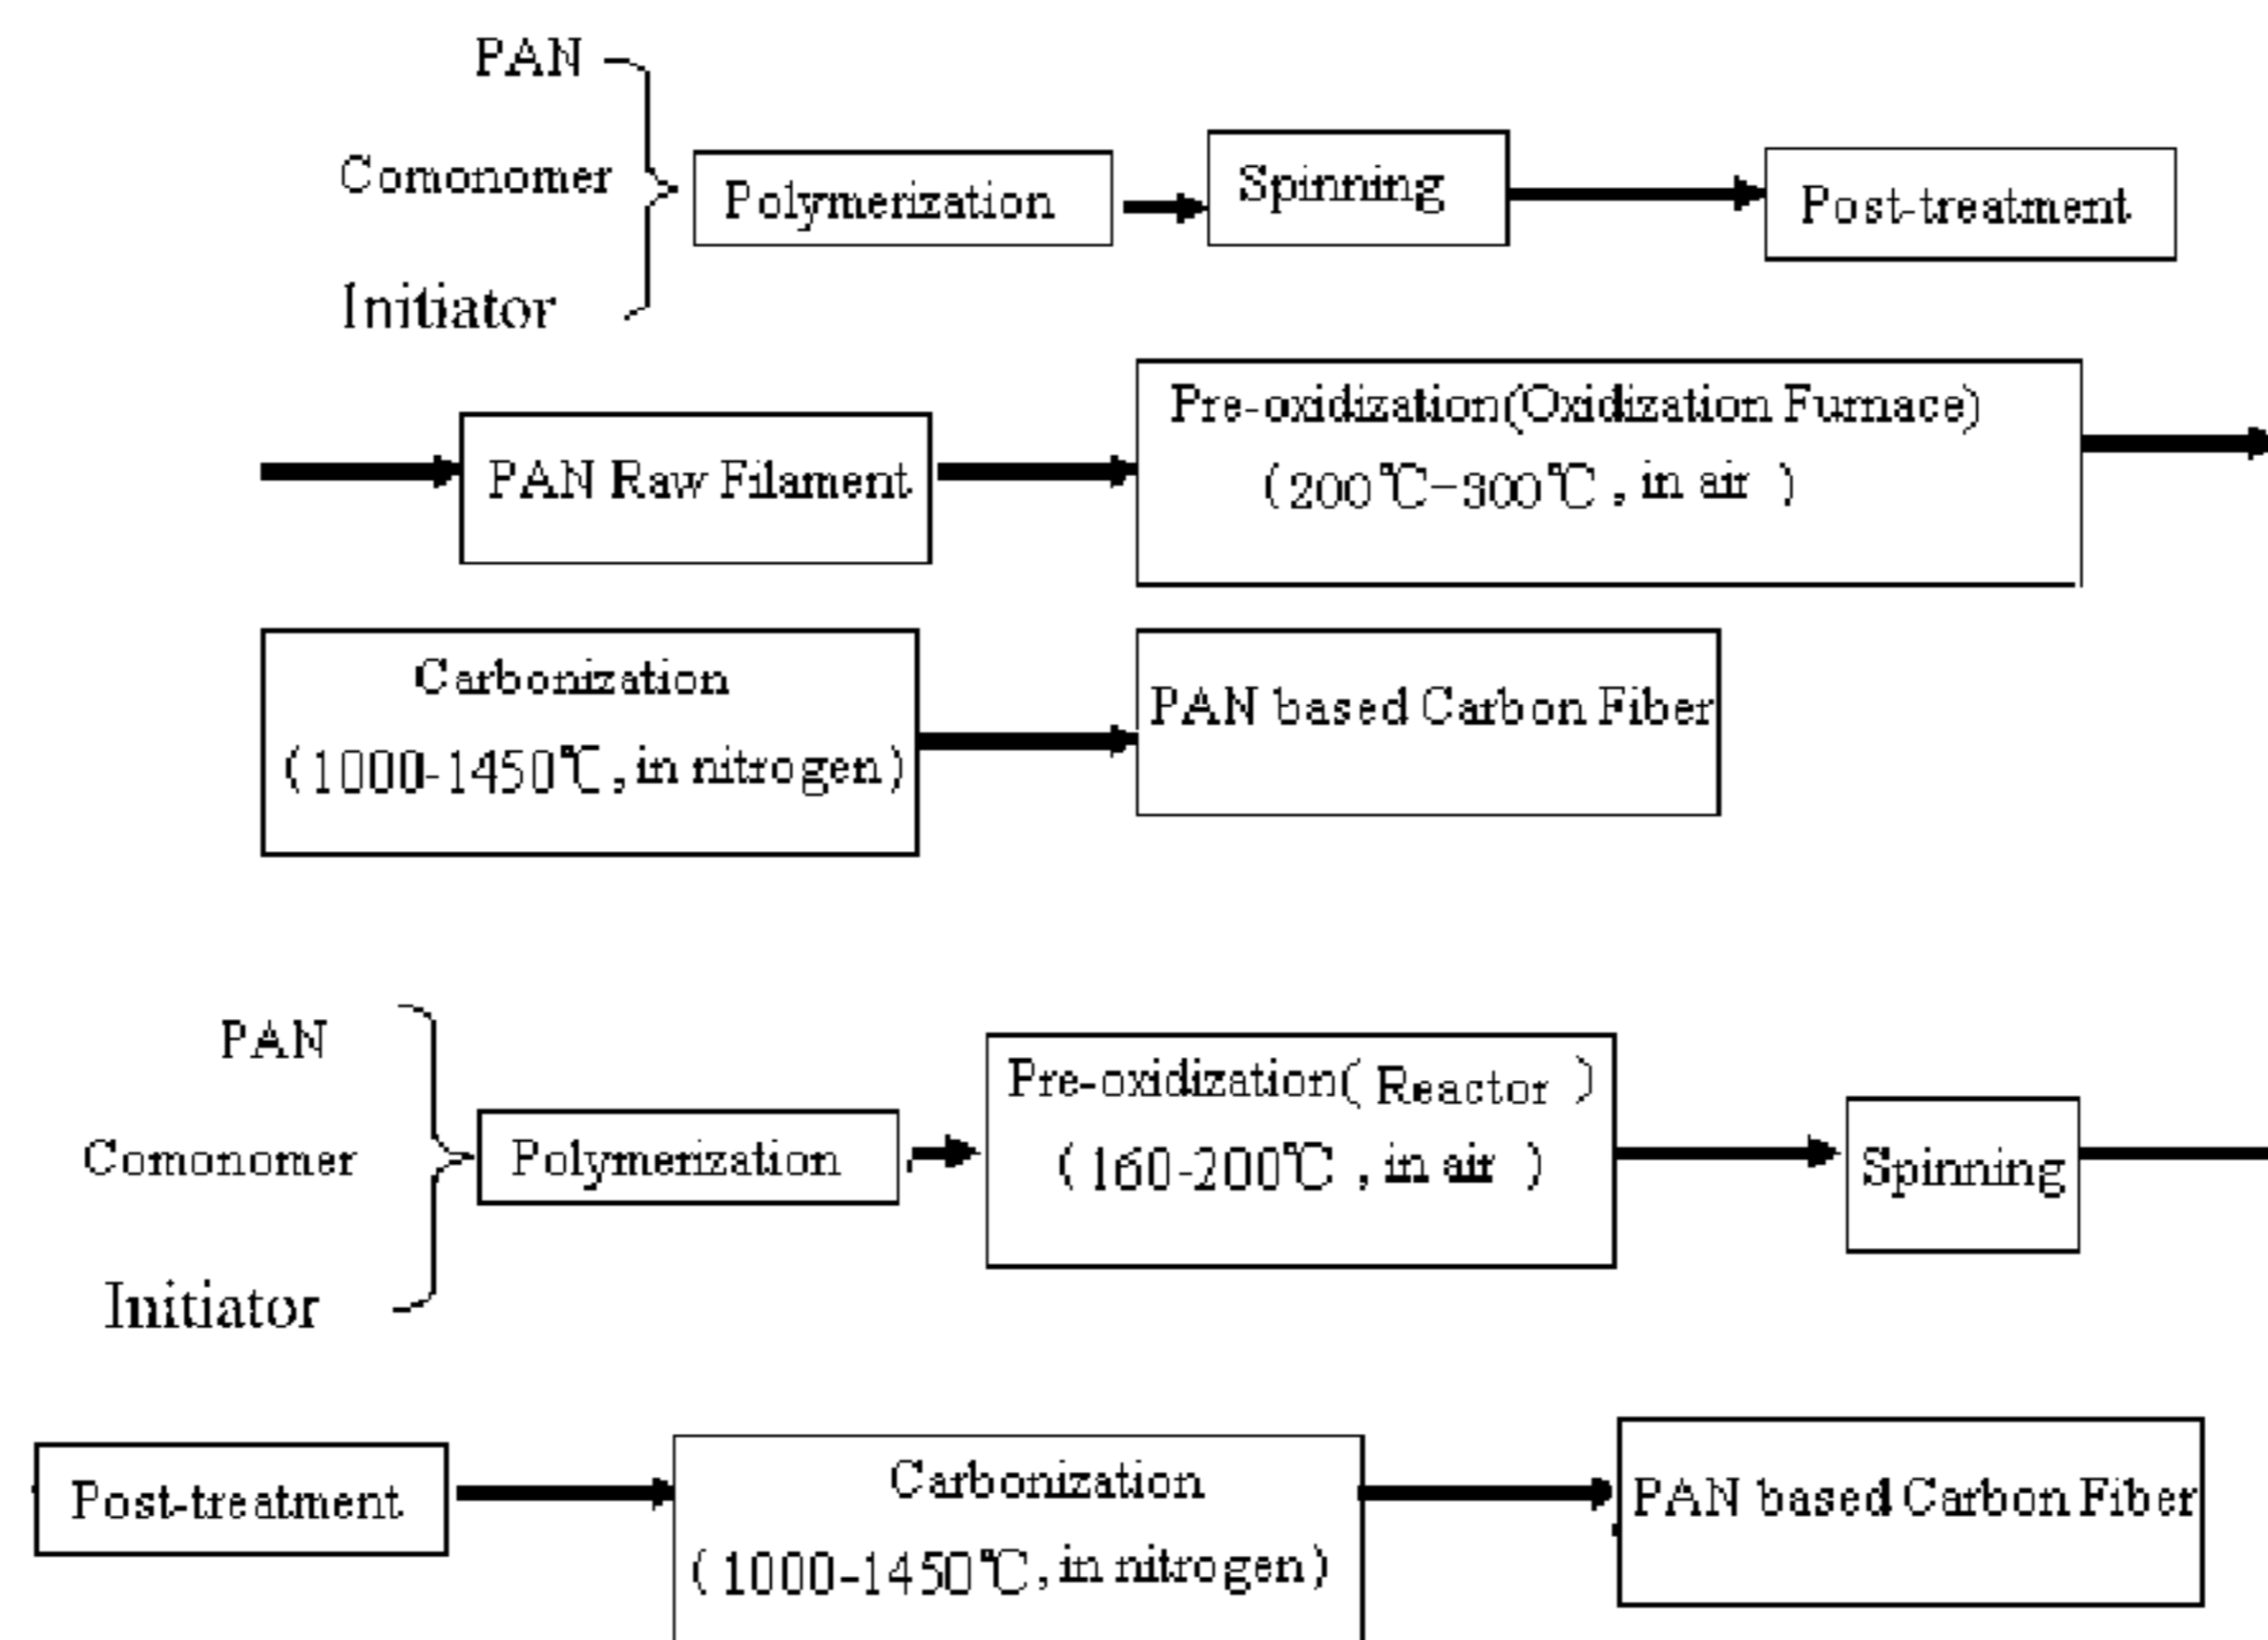 PAN
Comonomer
Initiator
Polymerization
Spinning
Post-treatment
PAN Raw Filament
Pre-oxidization(Oxidization Furnace)
(200℃-300℃, in air )
Carbonization
(1000-1450℃, in nitrogen)
PAN based Carbon Fiber
PAN
Comonomer
Initiator
Polymerization
Pre-oxidization( Reactor )
(160-200℃ , in air )
Spinning
Post-treatment
Carbonization
(1000-1450℃, in nitrogen)
PAN based Carbon Fiber